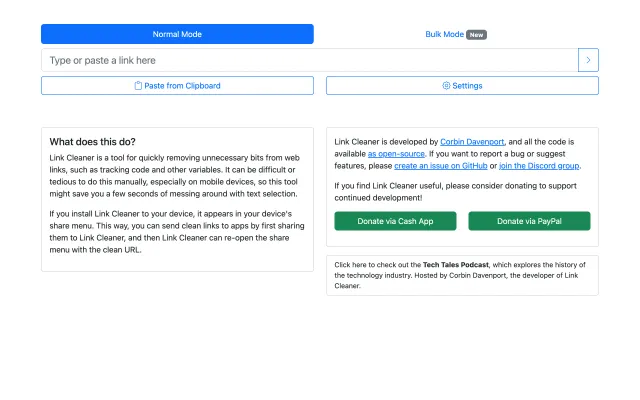 Normal Mode
Bulk Mode New
Type or paste a link here
Paste from Clipboard
Settings
What does this do?
Link Cleaner is a tool for quickly removing unnecessary bits from web
links, such as tracking code and other variables. It can be difficult or
tedious to do this manually, especially on mobile devices, so this tool
might save you a few seconds of messing around with text selection.
If you install Link Cleaner to your device, it appears in your device's
share menu. This way, you can send clean links to apps by first sharing
them to Link Cleaner, and then Link Cleaner can re-open the share
menu with the clean URL.
Link Cleaner is developed by Corbin Davenport, and all the code is
available as open-source. If you want to report a bug or suggest
features, please create an issue on GitHub or join the Discord group.
If you find Link Cleaner useful, please consider donating to support
continued development!
Donate via Cash App
Donate via PayPal
Click here to check out the Tech Tales Podcast, which explores the history of
the technology industry. Hosted by Corbin Davenport, the developer of Link
Cleaner.